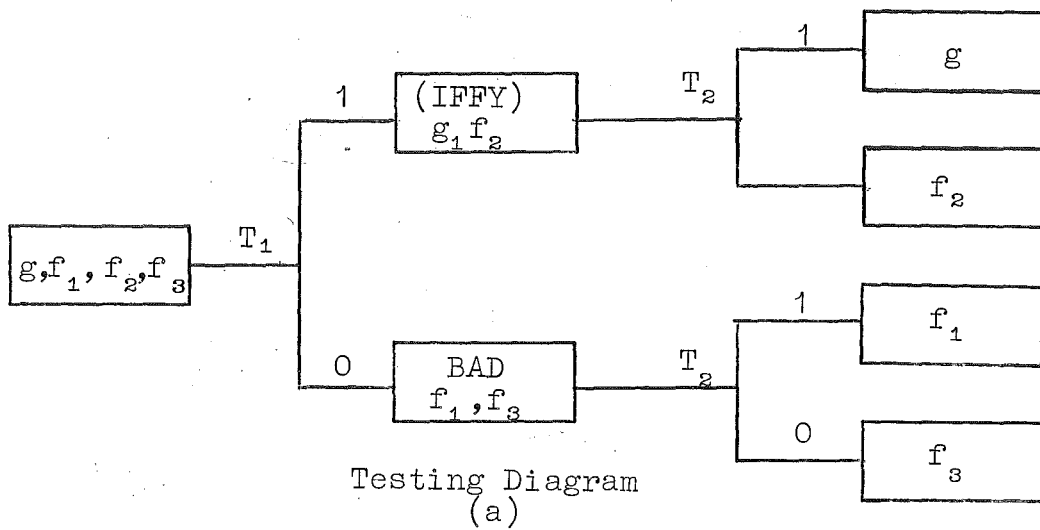 g,f₁, f₂,f₃
T₁
1
(IFFY)
g₁f₂
T₂
1
g
f₂
0
BAD
f₁,f₃
T₂
1
f₁
0
f₃
Testing Diagram
(a)